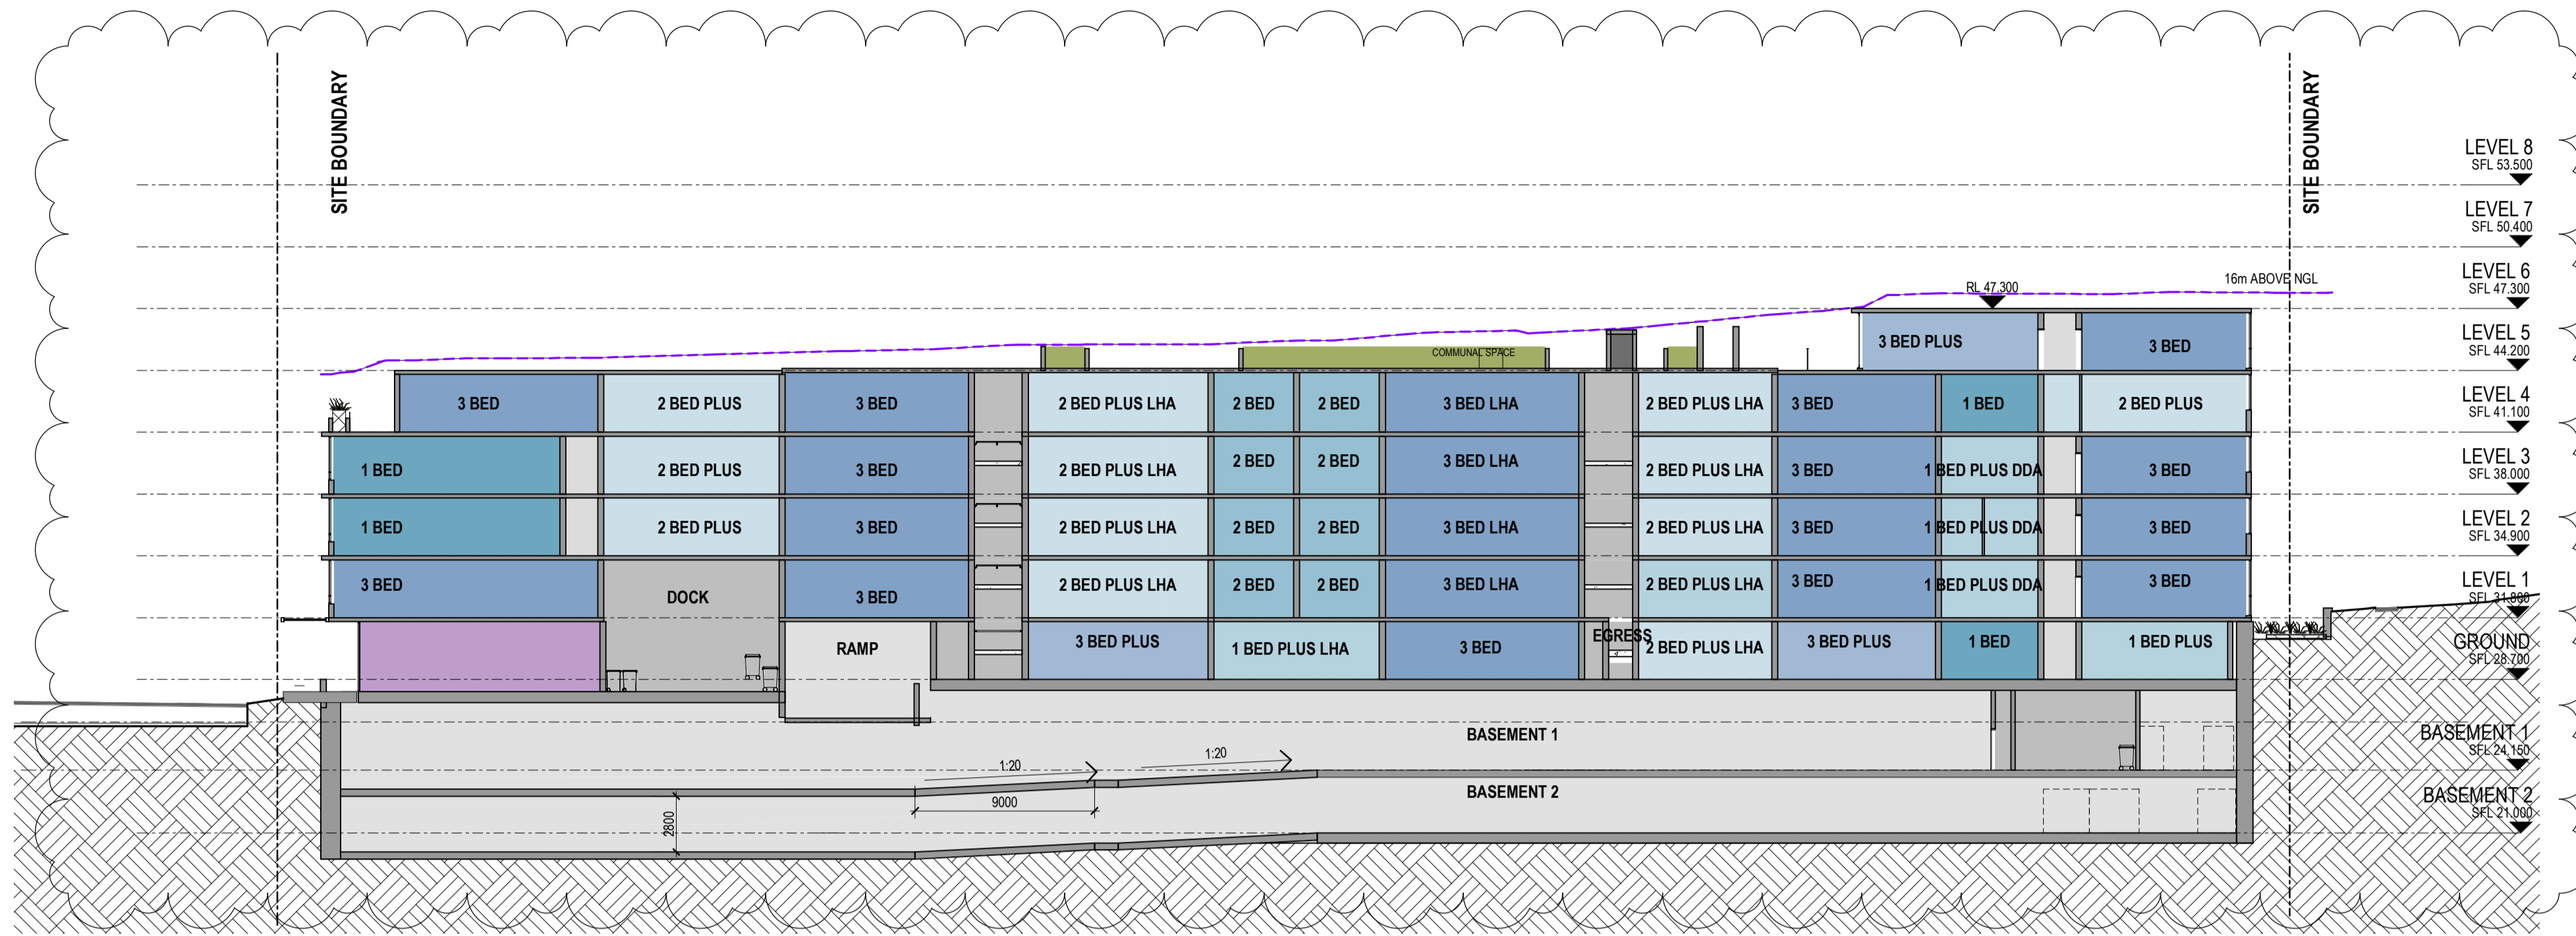 SITE BOUNDARY
SITE BOUNDARY
LEVEL 8
SFL 53.500
LEVEL 7
SFL 50.400
16m ABOVE NGL
LEVEL 6
SFL 47.300
RL 47.300
LEVEL 5
SFL 44.200
3 BED PLUS
3 BED
COMMUNAL SPACE
LEVEL 4
SFL 41.100
3 BED
2 BED PLUS
3 BED
2 BED PLUS LHA
2 BED
2 BED
3 BED LHA
2 BED PLUS LHA
3 BED
1 BED
2 BED PLUS
LEVEL 3
SFL 38.000
1 BED
2 BED PLUS
3 BED
2 BED PLUS LHA
2 BED
2 BED
3 BED LHA
2 BED PLUS LHA
3 BED
1 BED PLUS DDA
3 BED
LEVEL 2
SFL 34.900
1 BED
2 BED PLUS
3 BED
2 BED PLUS LHA
2 BED
2 BED
3 BED LHA
2 BED PLUS LHA
3 BED
1 BED PLUS DDA
3 BED
LEVEL 1
SFL 31.800
3 BED
DOCK
3 BED
2 BED PLUS LHA
2 BED
2 BED
3 BED LHA
2 BED PLUS LHA
3 BED
1 BED PLUS DDA
3 BED
GROUND
SFL 28.700
RAMP
3 BED PLUS
1 BED PLUS LHA
3 BED
EGRESS
2 BED PLUS LHA
3 BED PLUS
1 BED
1 BED PLUS
BASEMENT 1
BASEMENT 1
SFL 24.150
1:20
1:20
BASEMENT 2
BASEMENT 2
SFL 21.000
9000
2800